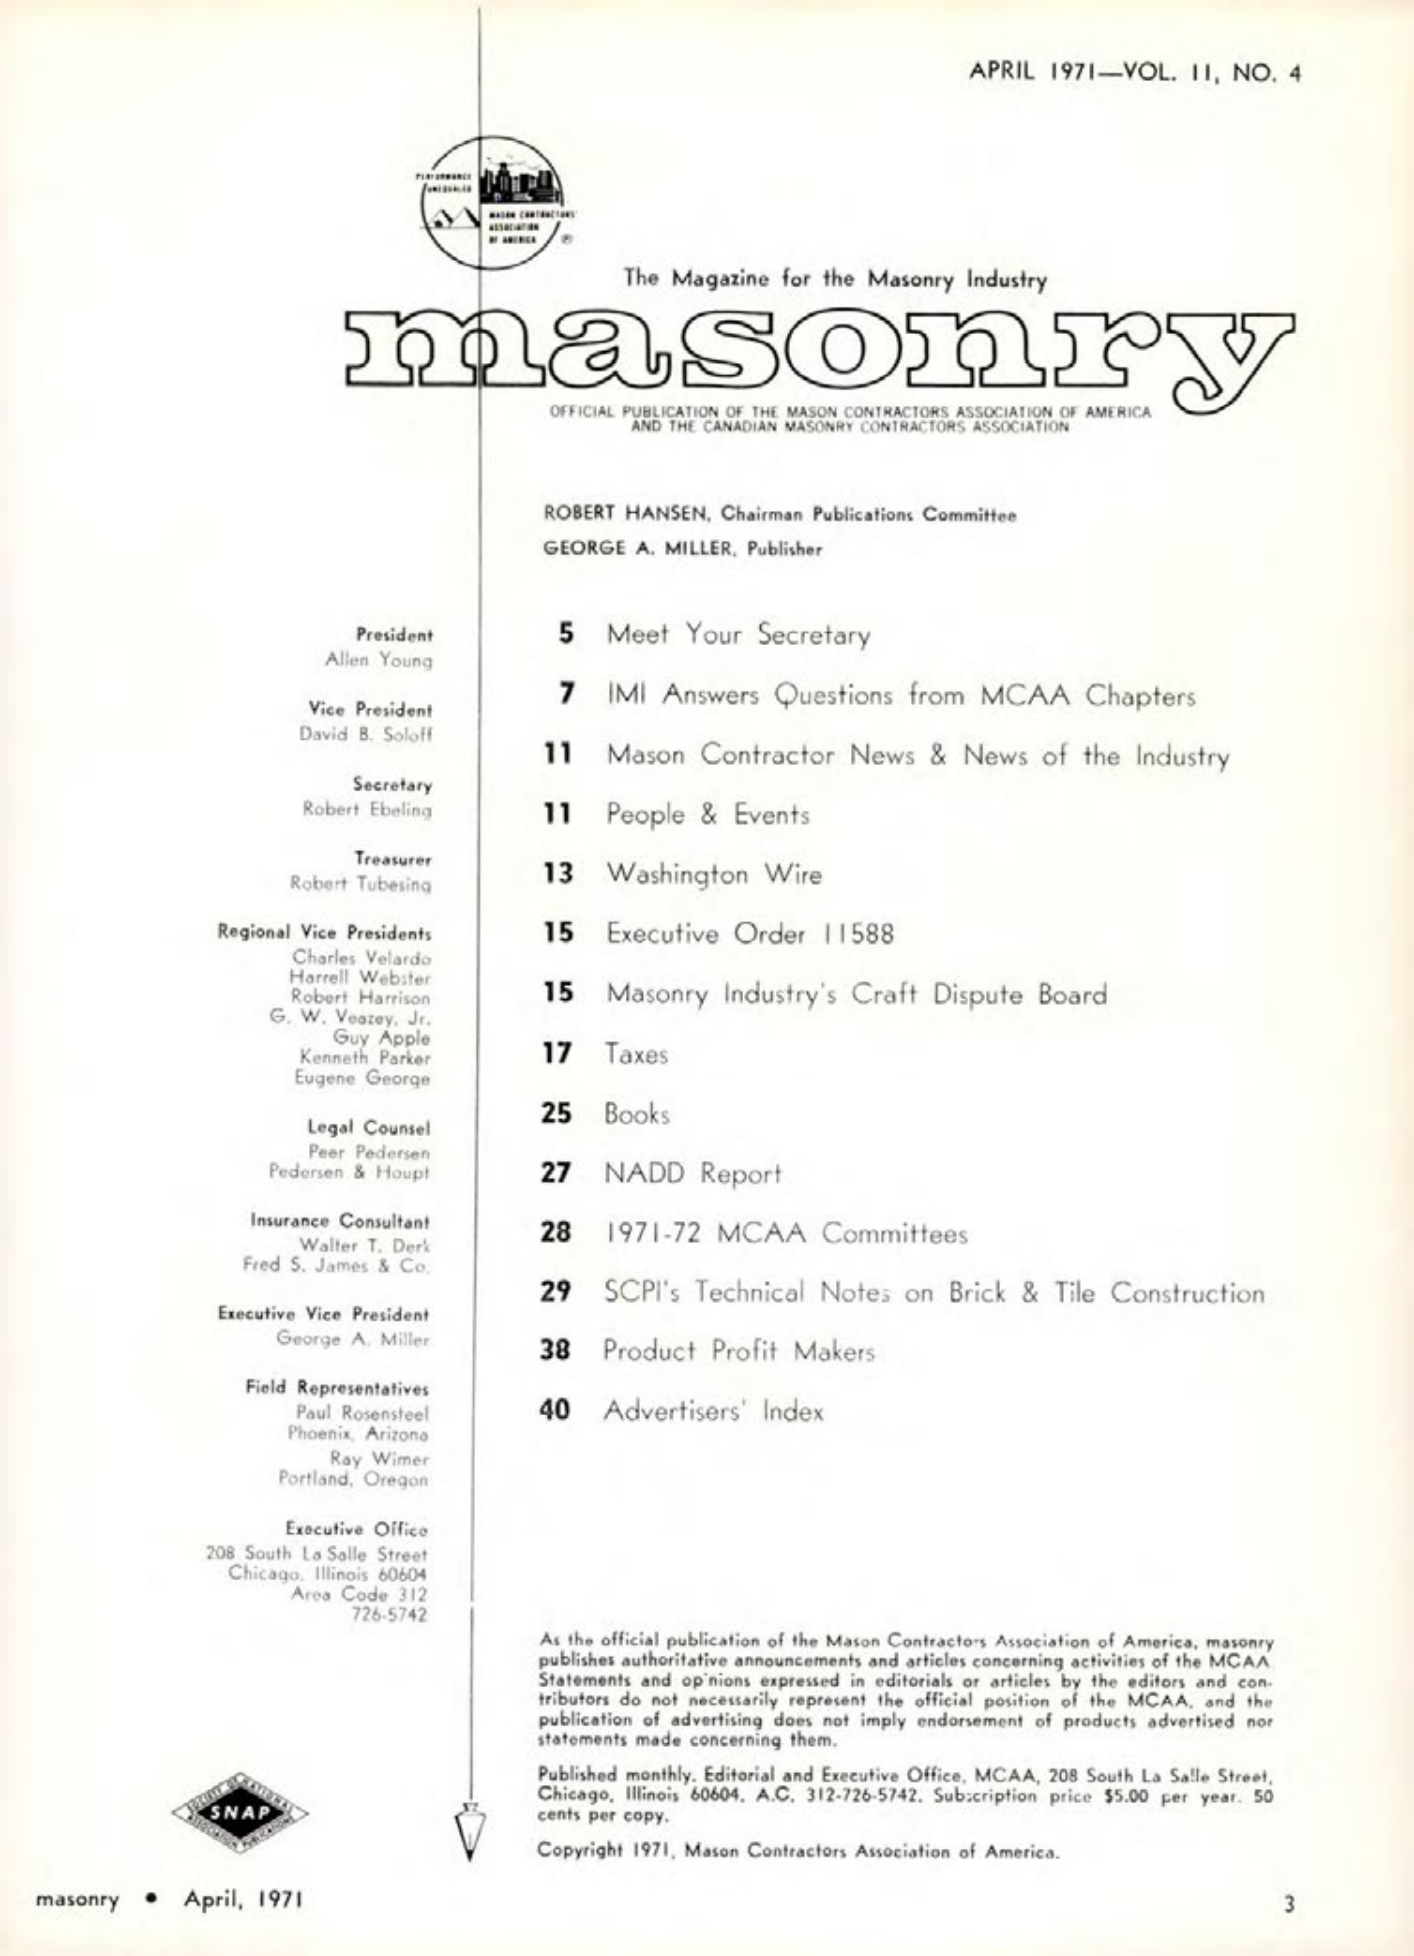 APRIL 1971—VOL. 11, NO. 4
PERFORMANCE
UNEQUALED
MASON CONTRACTORS'
ASSOCIATION
OF AMERICA
The Magazine for the Masonry Industry
masonry
OFFICIAL PUBLICATION OF THE MASON CONTRACTORS ASSOCIATION OF AMERICA
AND THE CANADIAN MASONRY CONTRACTORS ASSOCIATION
ROBERT HANSEN, Chairman Publications Committee
GEORGE A. MILLER, Publisher
President
Allen Young
Vice President
David B. Soloff
Secretary
Robert Ebeling
Treasurer
Robert Tubesing
Regional Vice Presidents
Charles Velardo
Harrell Webster
Robert Harrison
G. W. Veazey, Jr.
Guy Apple
Kenneth Parker
Eugene George
Legal Counsel
Peer Pedersen
Pedersen & Houpt
Insurance Consultant
Walter T. Derk
Fred S. James & Co.
Executive Vice President
George A. Miller
Field Representatives
Paul Rosensteel
Phoenix, Arizona
Ray Wimer
Portland, Oregon
Executive Office
208 South La Salle Street
Chicago, Illinois 60604
Area Code 312
726-5742
5 Meet Your Secretary
7 IMI Answers Questions from MCAA Chapters
11 Mason Contractor News & News of the Industry
11 People & Events
13 Washington Wire
15 Executive Order 11588
15 Masonry Industry's Craft Dispute Board
17 Taxes
25 Books
27 NADD Report
28 1971-72 MCAA Committees
29 SCPI's Technical Notes on Brick & Tile Construction
38 Product Profit Makers
40 Advertisers' Index
As the official publication of the Mason Contractors Association of America, masonry
publishes authoritative announcements and articles concerning activities of the MCAA
Statements and opinions expressed in editorials or articles by the editors and con-
tributors do not necessarily represent the official position of the MCAA, and the
publication of advertising does not imply endorsement of products advertised nor
statements made concerning them.
Published monthly. Editorial and Executive Office, MCAA, 208 South La Salle Street,
Chicago, Illinois 60604, A.C. 312-726-5742. Subscription price $5.00 per year. 50
cents per copy.
Copyright 1971, Mason Contractors Association of America.
SOCIETY OF NATIONAL
SNAP
ASSOCIATION PUBLICATIONS
masonry • April, 1971
3